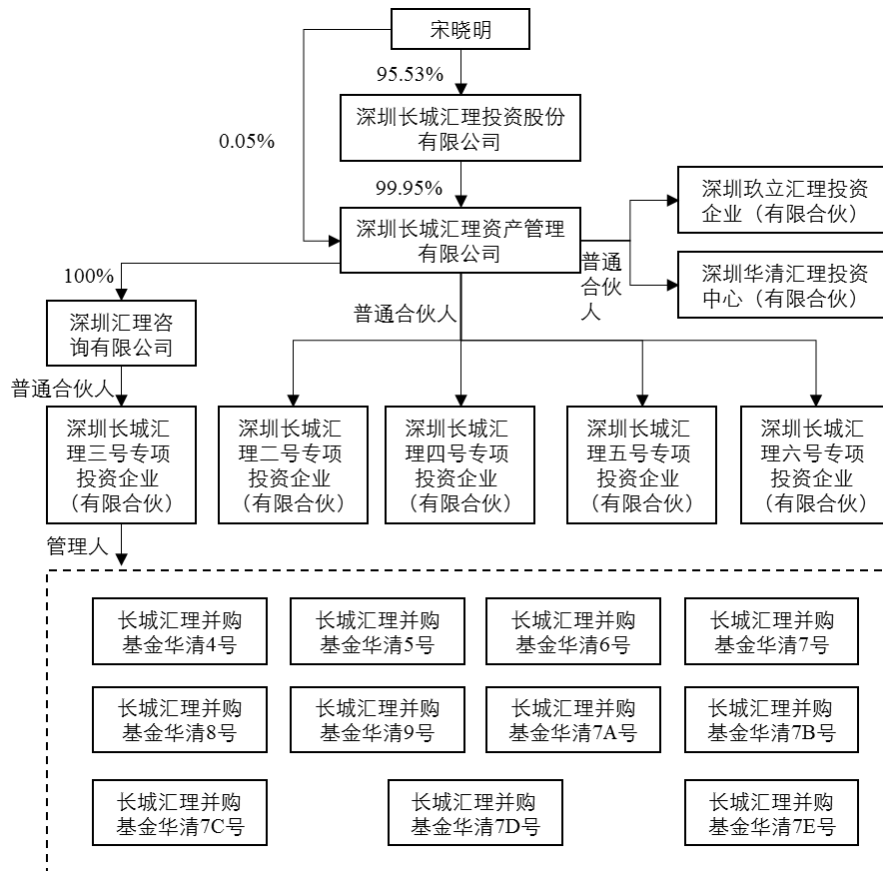 宋晓明
95.53%
深圳长城汇理投资股份
有限公司
0.05%
99.95%
深圳玖立汇理投资
企业（有限合伙）
深圳长城汇理资产管理
有限公司
普通
合伙
人
深圳华清汇理投资
中心（有限合伙）
100%
深圳汇理咨
询有限公司
普通合伙人
普通合伙人
深圳长城汇
理三号专项
投资企业
（有限合伙）
深圳长城汇
理二号专项
投资企业
（有限合伙）
深圳长城汇
理四号专项
投资企业
（有限合伙）
深圳长城汇
理五号专项
投资企业
（有限合伙）
深圳长城汇
理六号专项
投资企业
（有限合伙）
管理人
长城汇理并购
基金华清4号
长城汇理并购
基金华清5号
长城汇理并购
基金华清6号
长城汇理并购
基金华清7号
长城汇理并购
基金华清8号
长城汇理并购
基金华清9号
长城汇理并购
基金华清7A号
长城汇理并购
基金华清7B号
长城汇理并购
基金华清7C号
长城汇理并购
基金华清7D号
长城汇理并购
基金华清7E号